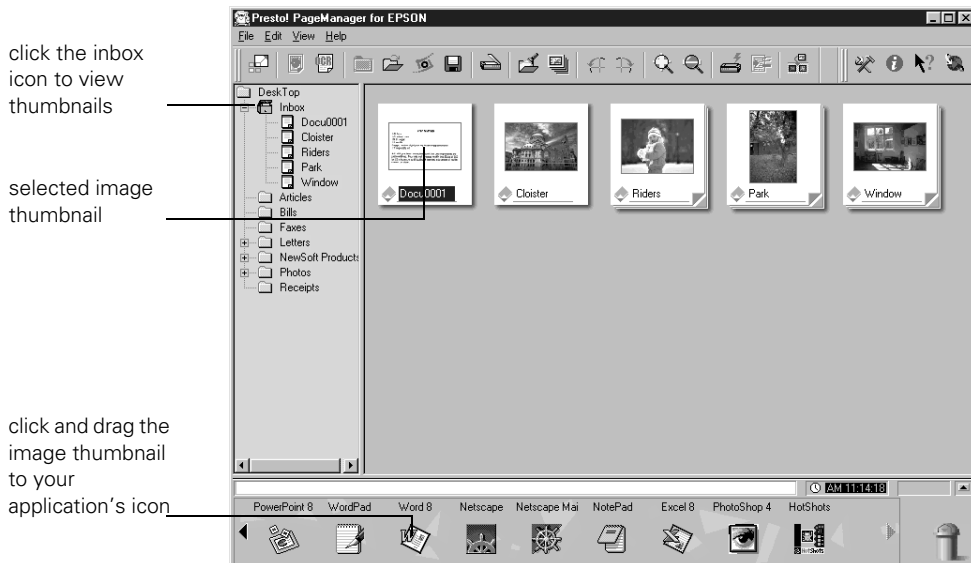 click the inbox
icon to view
thumbnails
selected image
thumbnail
click and drag the
image thumbnail
to your
application's icon
Presto! PageManager for EPSON
File Edit View Help
DeskTop
Inbox
Docu0001
Cloister
Riders
Park
Window
Articles
Bills
Faxes
Letters
NewSoft Products
Photos
Receipts
Docu0001 Cloister Riders Park Window
AM 11:14:18
PowerPoint 8 WordPad Word 8 Netscape Netscape Mai NotePad Excel 8 PhotoShop 4 HotShots